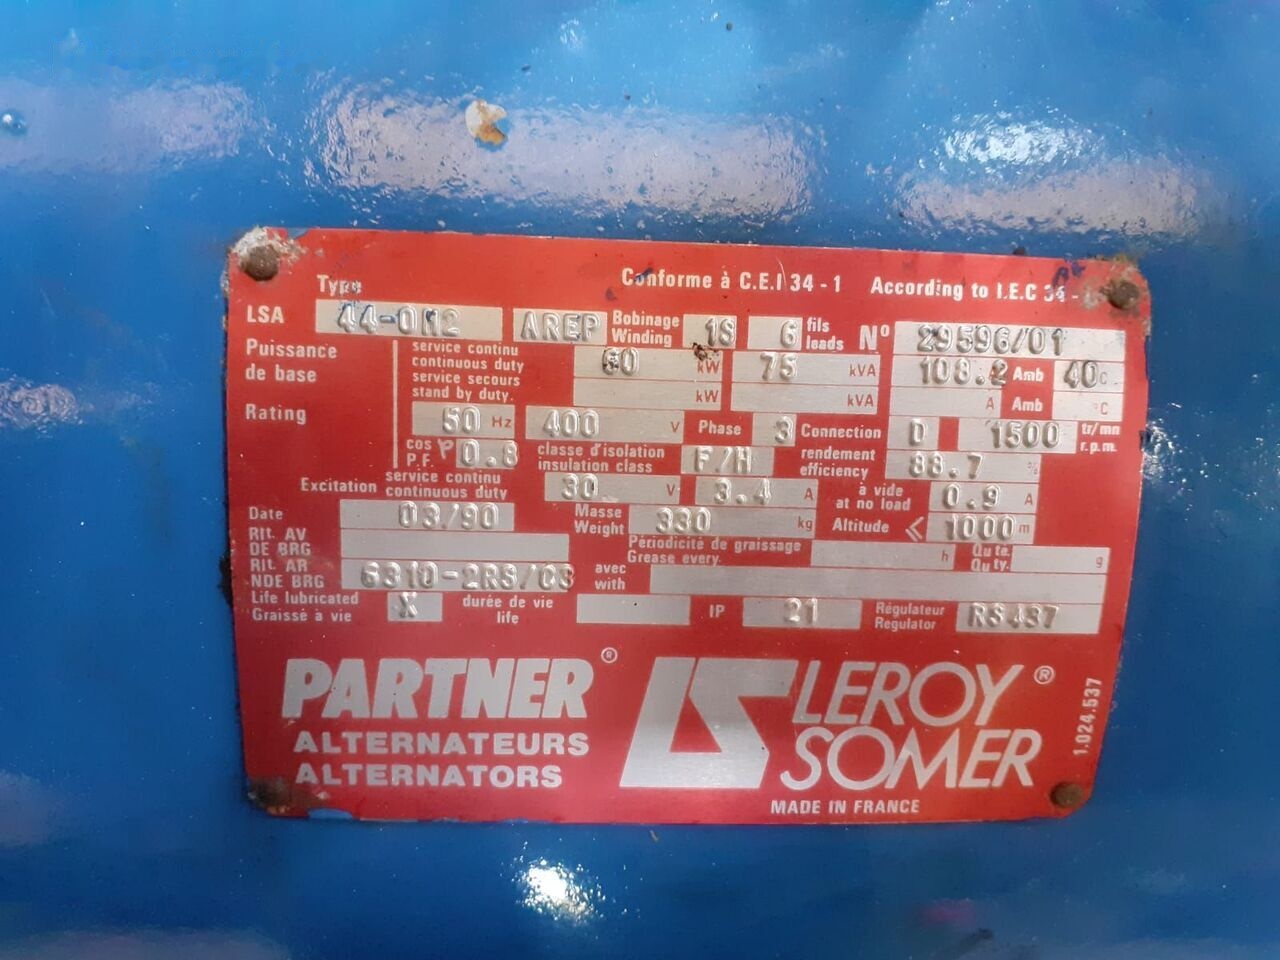 Type Conforme à C.E.I 34 - 1 According to I.E.C 34 -
LSA 44-0M2 AREP Bobinage Winding 1S 6 fils leads N° 29596/01
Puissance de base service continu continuous duty 60 kW 75 kVA 108.2 Amb 40 C
service secours stand by duty. kW kVA A Amb °C
Rating 50 Hz 400 V Phase 3 Connection D 1500 tr/mn r.p.m.
cos φ P.F. 0.8 classe d'isolation insulation class F/H rendement efficiency 88.7 %
Excitation service continu continuous duty 30 V 3.4 A à vide at no load 0.9 A
Date 03/90 Masse Weight 330 kg Altitude ≤ 1000 m
Rlt. AV DE BRG Périodicité de graissage Grease every. h Qu te. Qu ty. g
Rlt. AR NDE BRG 6310-2RS/C3 avec with
Life lubricated Graissé à vie X durée de vie life IP 21 Régulateur Regulator RS437
PARTNER® LEROY®
ALTERNATEURS SOMER
ALTERNATORS
MADE IN FRANCE
1.024.537